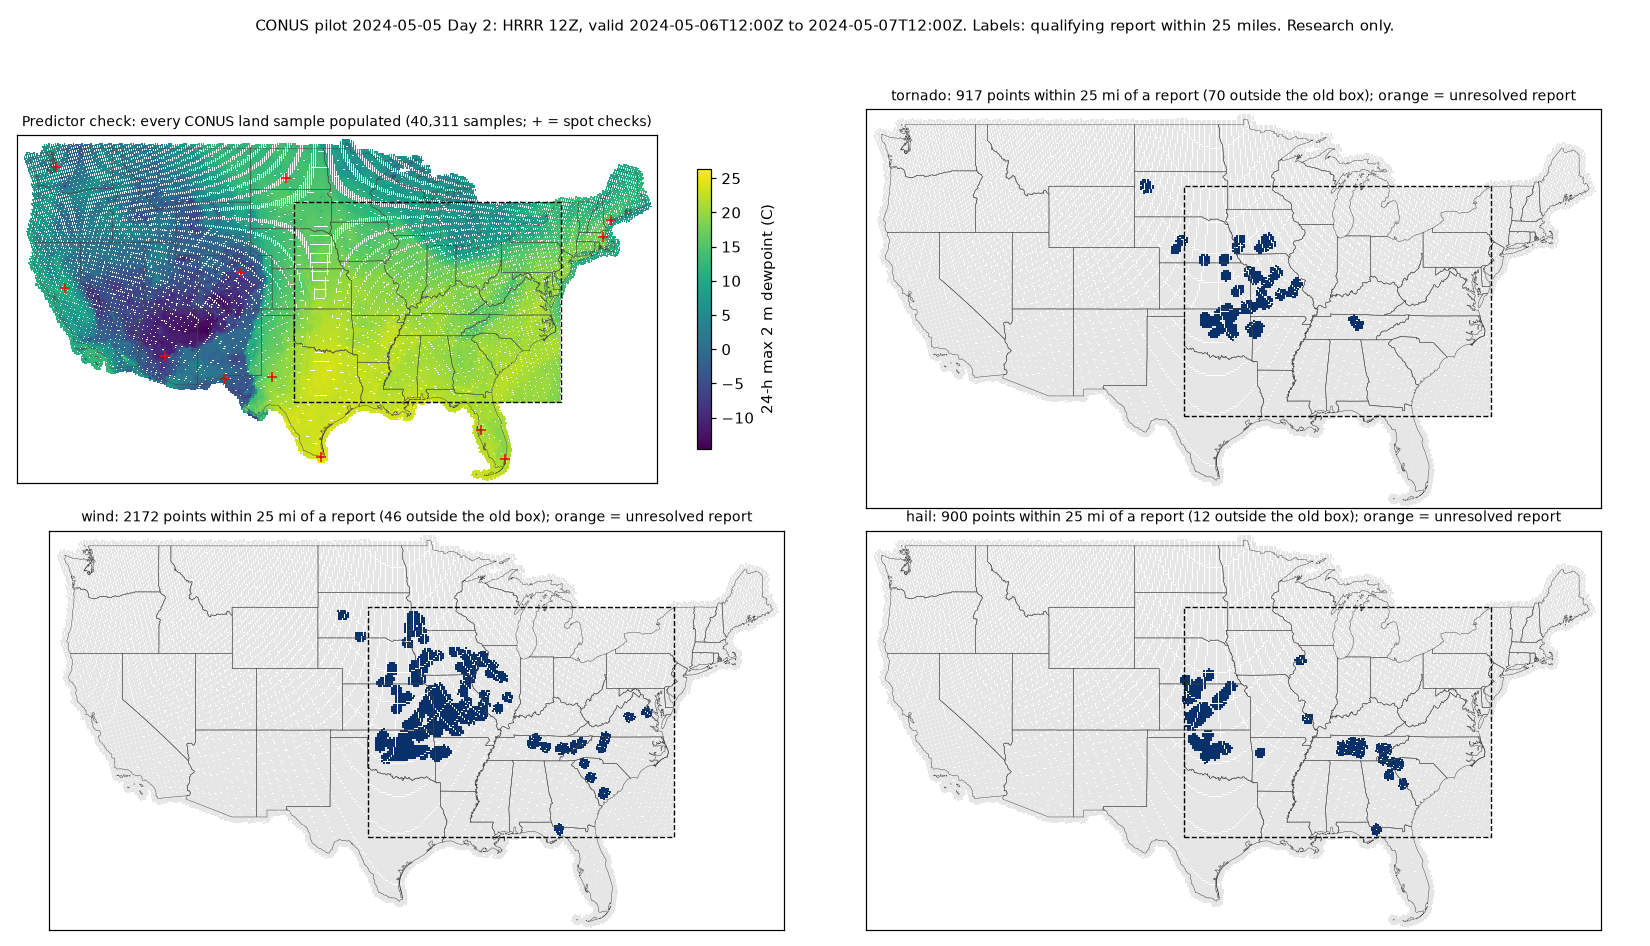 CONUS pilot 2024-05-05 Day 2: HRRR 12Z, valid 2024-05-06T12:00Z to 2024-05-07T12:00Z. Labels: qualifying report within 25 miles. Research only.
Predictor check: every CONUS land sample populated (40,311 samples; + = spot checks)
25
20
15
10
5
0
−5
−10
24-h max 2 m dewpoint (C)
tornado: 917 points within 25 mi of a report (70 outside the old box); orange = unresolved report
wind: 2172 points within 25 mi of a report (46 outside the old box); orange = unresolved report
hail: 900 points within 25 mi of a report (12 outside the old box); orange = unresolved report